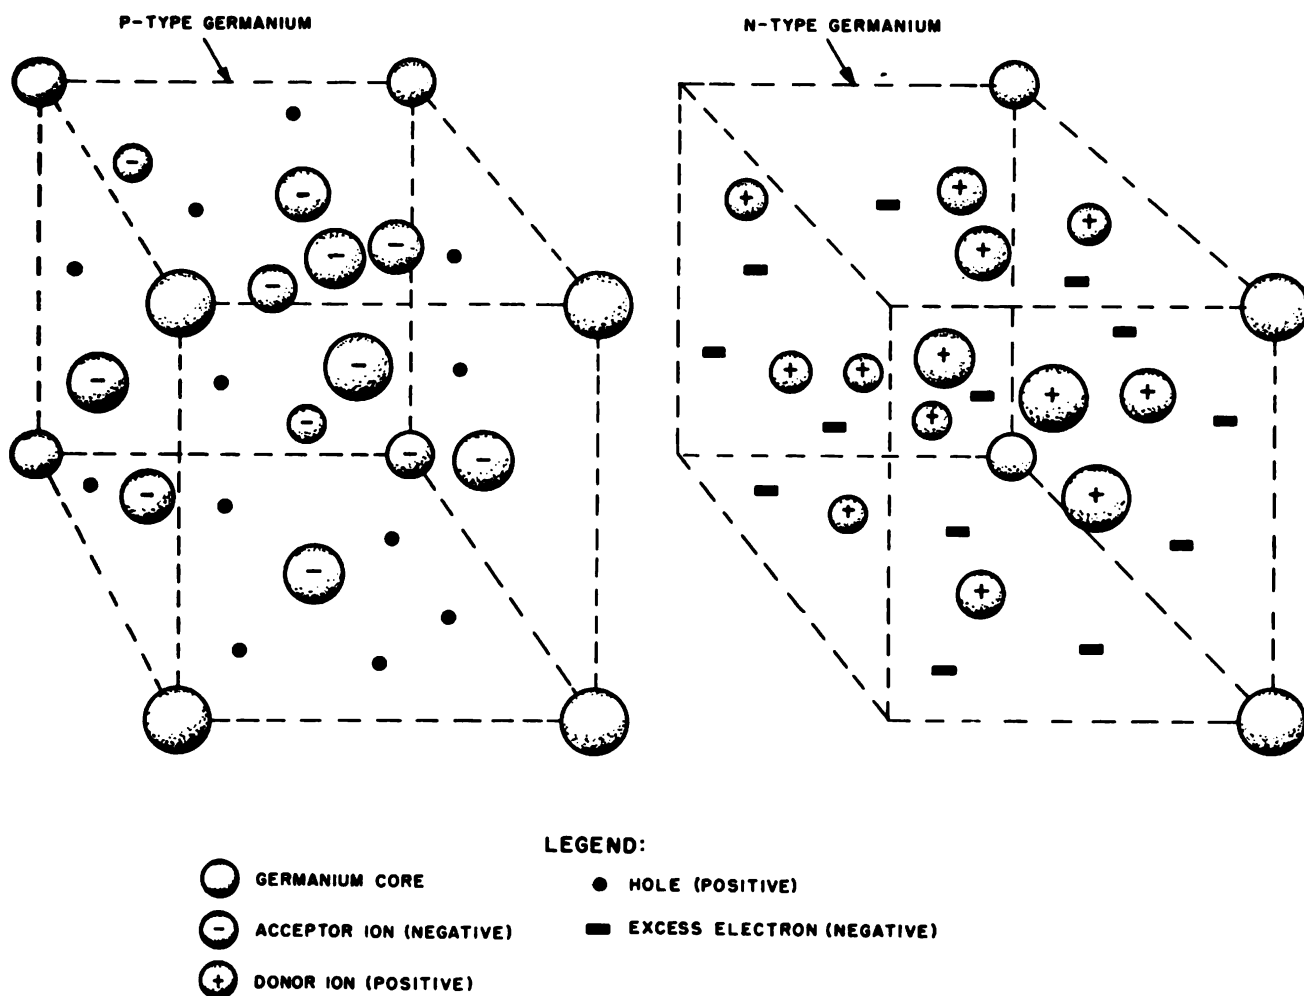 P-TYPE GERMANIUM
N-TYPE GERMANIUM
LEGEND:
GERMANIUM CORE
ACCEPTOR ION (NEGATIVE)
DONOR ION (POSITIVE)
HOLE (POSITIVE)
EXCESS ELECTRON (NEGATIVE)